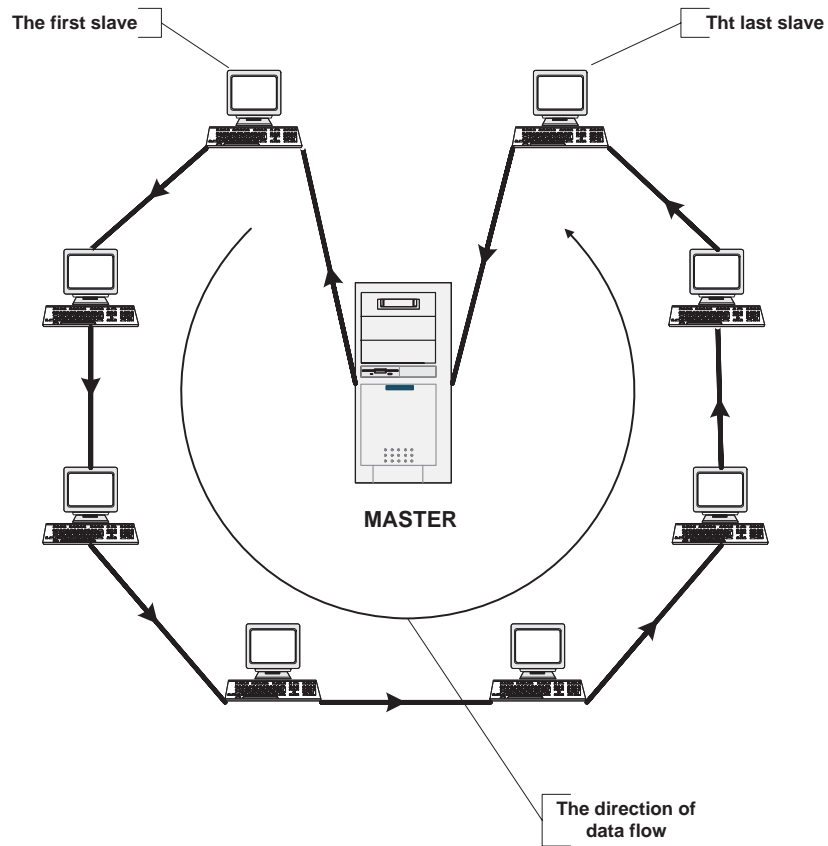 The first slave
Tht last slave
MASTER
The direction of
data flow